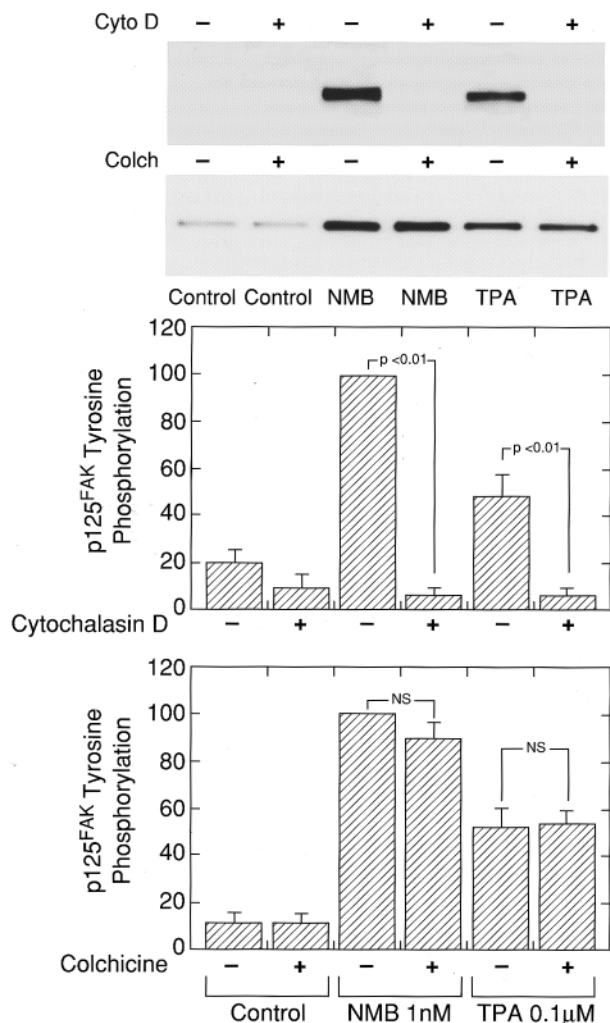 Cyto D − + − + − +
Colch − + − + − +
Control Control NMB NMB TPA TPA
p125FAK Tyrosine
Phosphorylation
120
100
80
60
40
20
0
p <0.01
p <0.01
Cytochalasin D − + − + − +
p125FAK Tyrosine
Phosphorylation
120
100
80
60
40
20
0
NS
NS
Colchicine − + − + − +
Control NMB 1nM TPA 0.1μM